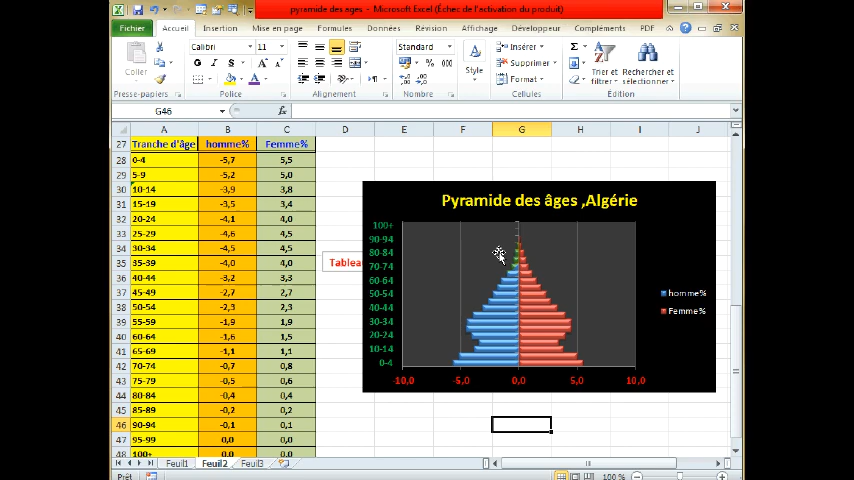 pyramide des ages - Microsoft Excel (Échec de l'activation du produit)
Fichier Accueil Insertion Mise en page Formules Données Révision Affichage Développeur Compléments PDF
Coller
Calibri 11
G I S
Standard
% 000
Style
Insérer
Supprimer
Format
Trier et filtrer
Rechercher et sélectionner
Presse-papiers Police Alignement Nombre Cellules Édition
G46 fx
A B C D E F G H I J
27 Tranche d'âge homme% Femme%
28 0-4 -5,7 5,5
29 5-9 -5,2 5,0
30 10-14 -3,9 3,8
31 15-19 -3,5 3,4
32 20-24 -4,1 4,0
33 25-29 -4,6 4,5
34 30-34 -4,5 4,5
35 35-39 -4,0 4,0
36 40-44 -3,2 3,3
37 45-49 -2,7 2,7
38 50-54 -2,3 2,3
39 55-59 -1,9 1,9
40 60-64 -1,6 1,5
41 65-69 -1,1 1,1
42 70-74 -0,7 0,8
43 75-79 -0,5 0,6
44 80-84 -0,4 0,4
45 85-89 -0,2 0,2
46 90-94 -0,1 0,1
47 95-99 0,0 0,0
48 100+ 0,0 0,0
Pyramide des âges ,Algérie
100+
90-94
80-84
70-74
60-64
50-54
40-44
30-34
20-24
10-14
0-4
-10,0 -5,0 0,0 5,0 10,0
homme%
Femme%
Feuil1 Feuil2 Feuil3
Prêt 100 %